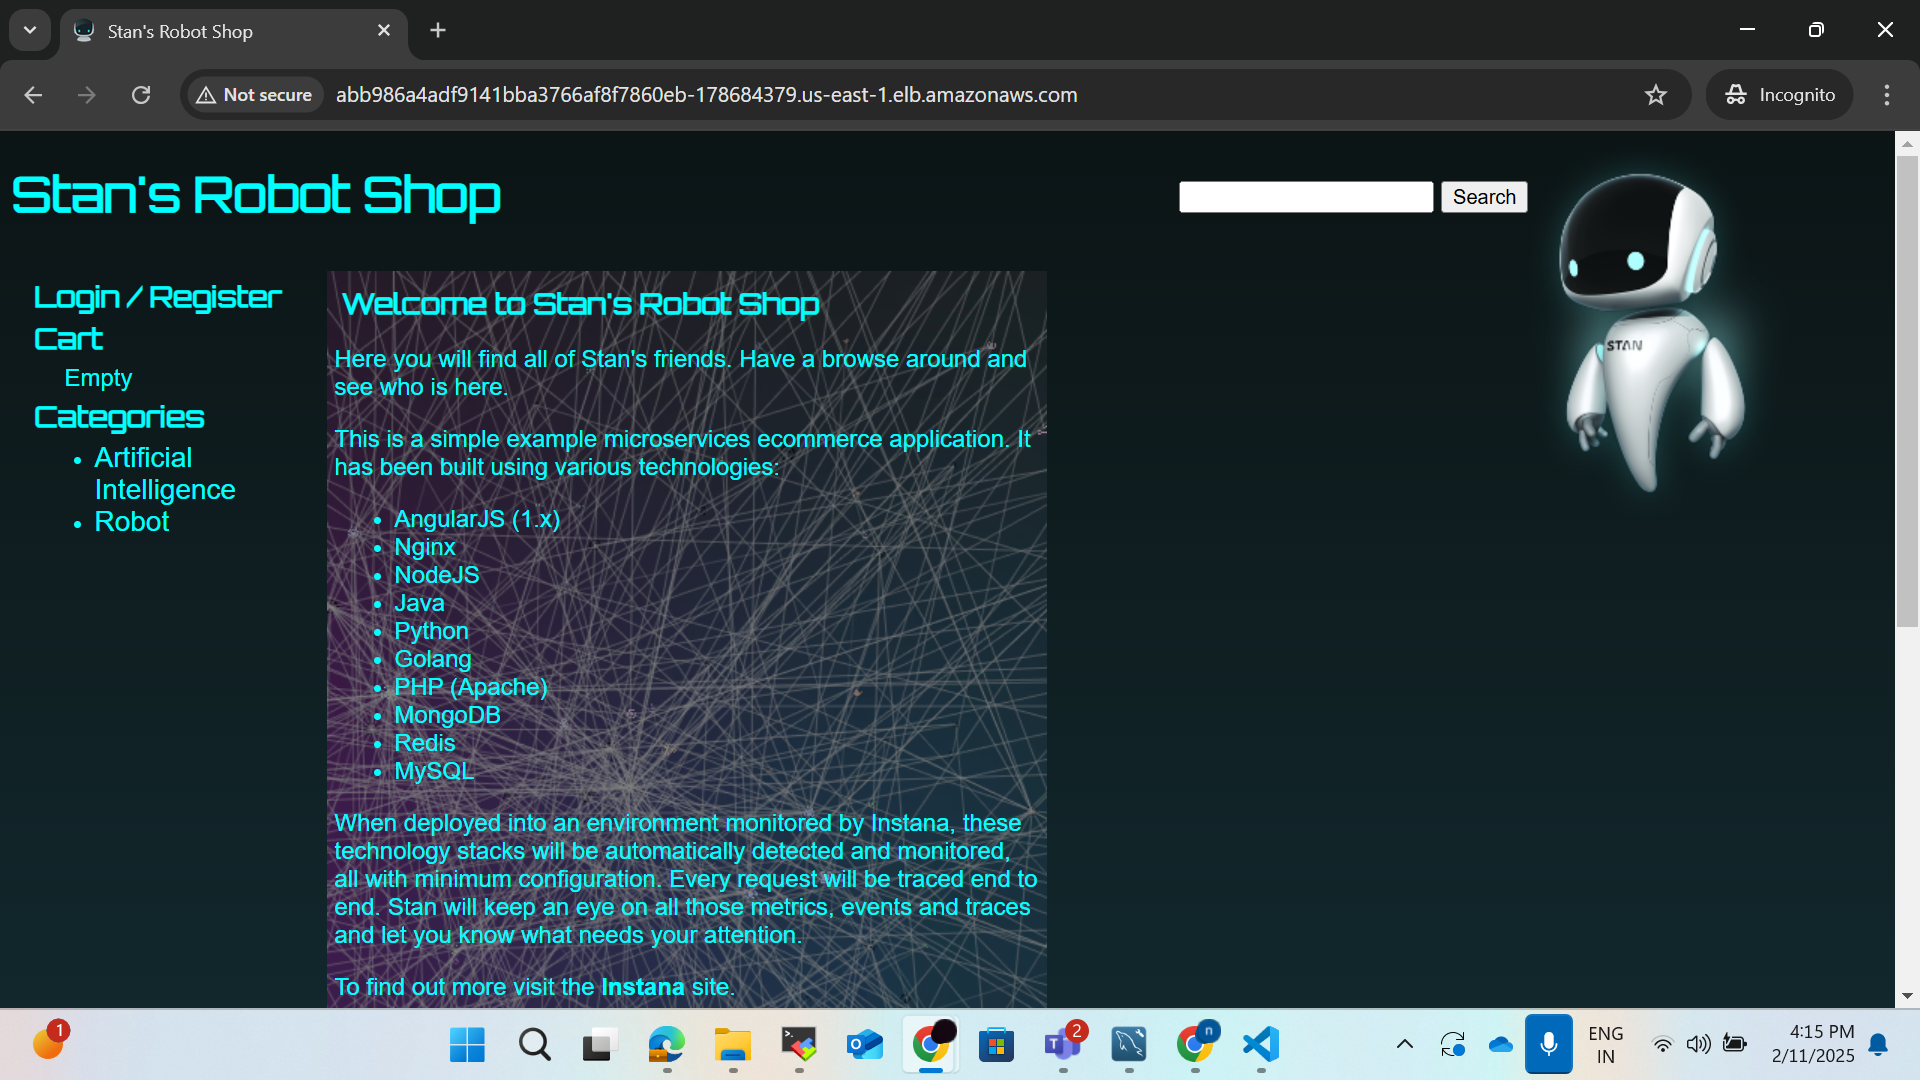 Stan's Robot Shop
Not secure
abb986a4adf9141bba3766af8f7860eb-178684379.us-east-1.elb.amazonaws.com
Incognito
Stan's Robot Shop
Search
STAN
Login / Register
Cart
Empty
Categories
Artificial
Intelligence
Robot
Welcome to Stan's Robot Shop
Here you will find all of Stan's friends. Have a browse around and
see who is here.
This is a simple example microservices ecommerce application. It
has been built using various technologies:
AngularJS (1.x)
Nginx
NodeJS
Java
Python
Golang
PHP (Apache)
MongoDB
Redis
MySQL
When deployed into an environment monitored by Instana, these
technology stacks will be automatically detected and monitored,
all with minimum configuration. Every request will be traced end to
end. Stan will keep an eye on all those metrics, events and traces
and let you know what needs your attention.
To find out more visit the Instana site.
1
2
n
ENG
IN
4:15 PM
2/11/2025